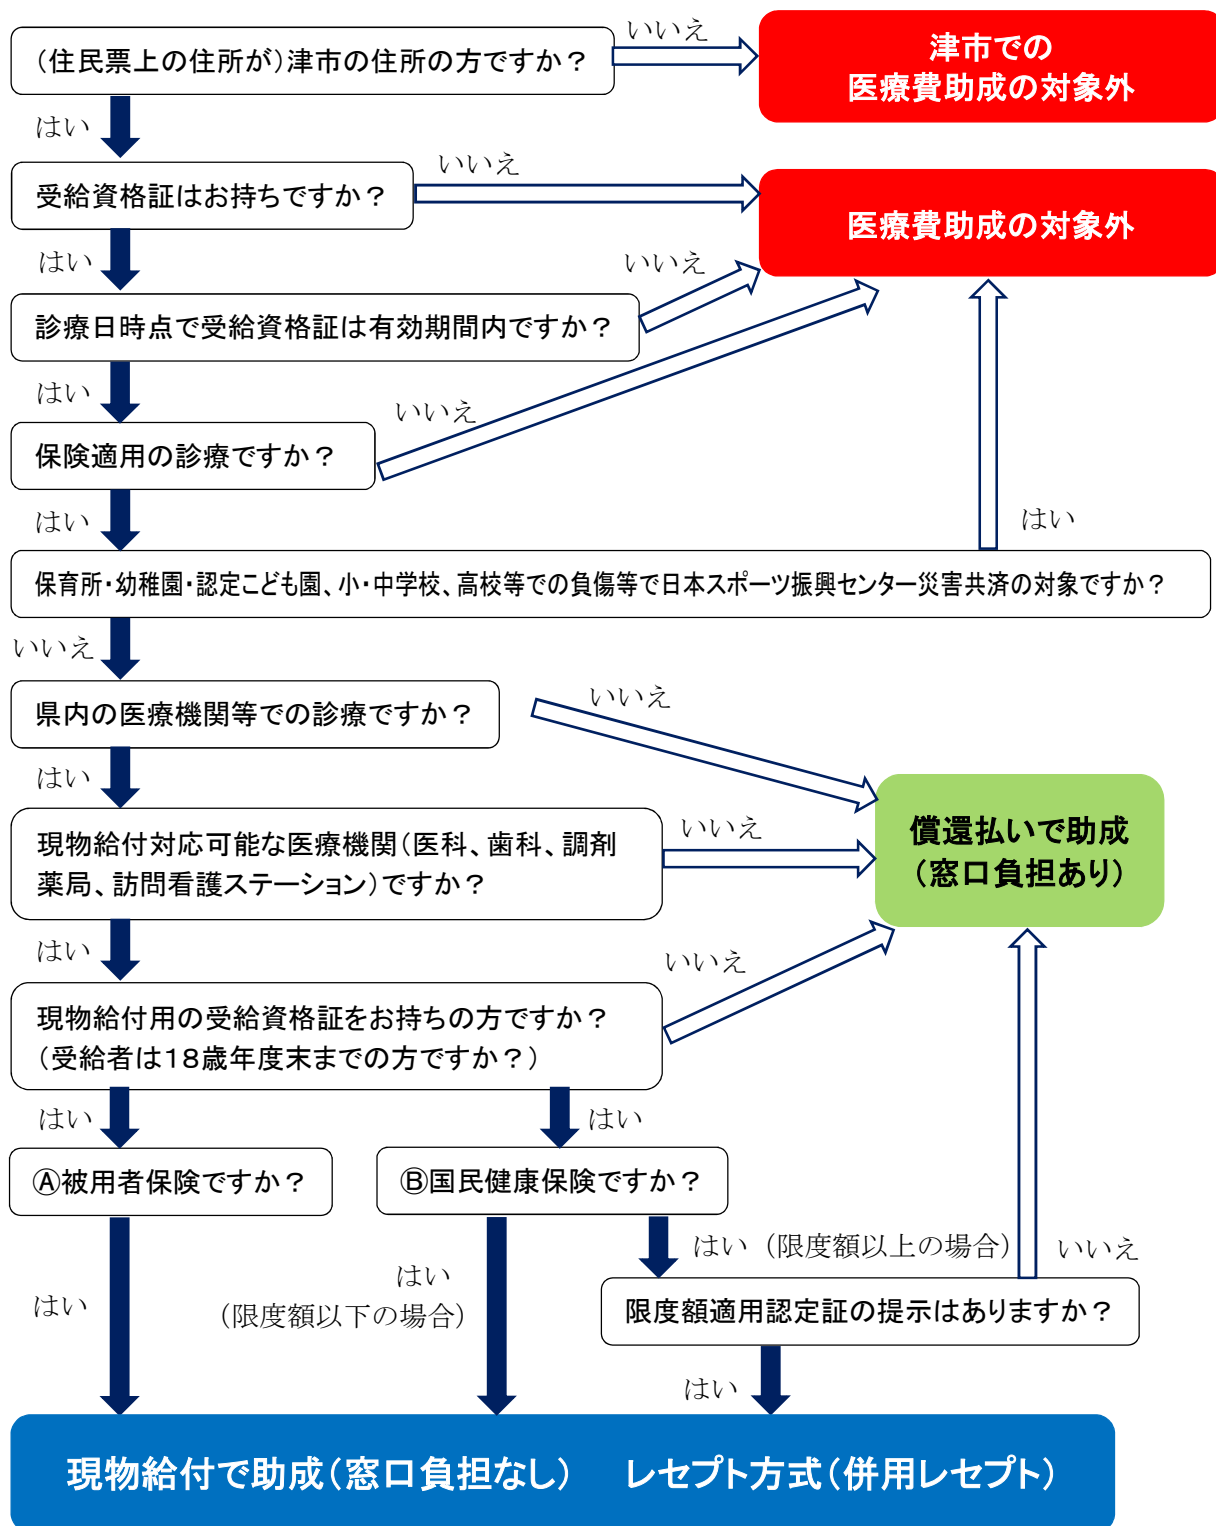 いいえ
（住民票上の住所が）津市の住所の方ですか？
津市での
医療費助成の対象外
はい
いいえ
受給資格証はお持ちですか？
医療費助成の対象外
はい
いいえ
診療日時点で受給資格証は有効期間内ですか？
はい
いいえ
保険適用の診療ですか？
はい
はい
保育所・幼稚園・認定こども園、小・中学校、高校等での負傷等で日本スポーツ振興センター災害共済の対象ですか？
いいえ
いいえ
県内の医療機関等での診療ですか？
はい
いいえ
現物給付対応可能な医療機関（医科、歯科、調剤
薬局、訪問看護ステーション）ですか？
償還払いで助成
（窓口負担あり）
はい
いいえ
現物給付用の受給資格証をお持ちの方ですか？
（受給者は１８歳年度末までの方ですか？）
はい
はい
Ⓐ被用者保険ですか？
Ⓑ国民健康保険ですか？
はい（限度額以上の場合）
いいえ
はい
はい
（限度額以下の場合）
限度額適用認定証の提示はありますか？
はい
現物給付で助成（窓口負担なし）　レセプト方式（併用レセプト）